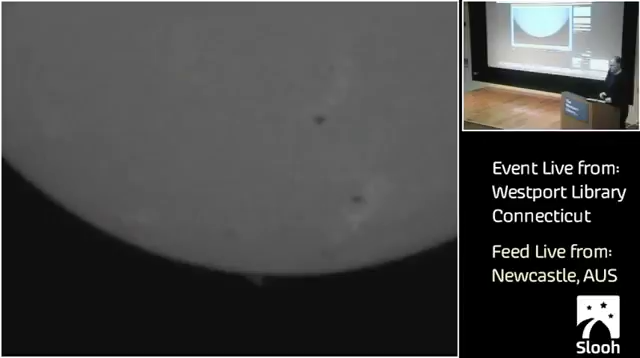 Event Live from:
Westport Library
Connecticut
Feed Live from:
Newcastle, AUS
Slooh